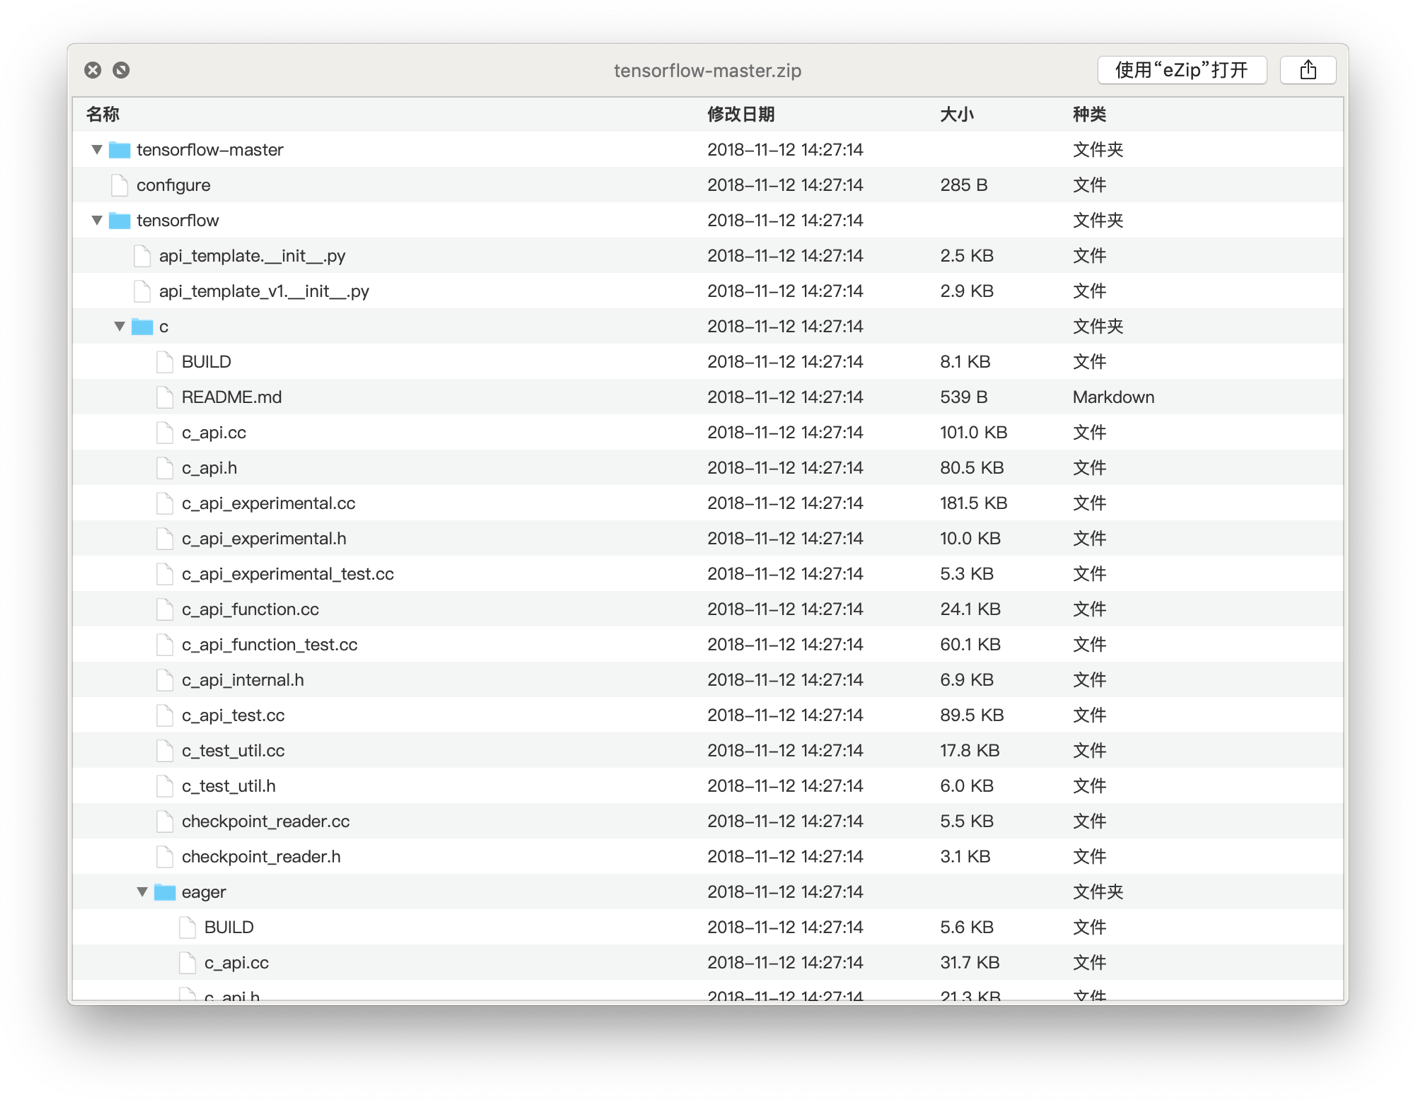 tensorflow-master.zip
使用“eZip”打开
名称 修改日期 大小 种类
tensorflow-master 2018-11-12 14:27:14 文件夹
configure 2018-11-12 14:27:14 285 B 文件
tensorflow 2018-11-12 14:27:14 文件夹
api_template.__init__.py 2018-11-12 14:27:14 2.5 KB 文件
api_template_v1.__init__.py 2018-11-12 14:27:14 2.9 KB 文件
c 2018-11-12 14:27:14 文件夹
BUILD 2018-11-12 14:27:14 8.1 KB 文件
README.md 2018-11-12 14:27:14 539 B Markdown
c_api.cc 2018-11-12 14:27:14 101.0 KB 文件
c_api.h 2018-11-12 14:27:14 80.5 KB 文件
c_api_experimental.cc 2018-11-12 14:27:14 181.5 KB 文件
c_api_experimental.h 2018-11-12 14:27:14 10.0 KB 文件
c_api_experimental_test.cc 2018-11-12 14:27:14 5.3 KB 文件
c_api_function.cc 2018-11-12 14:27:14 24.1 KB 文件
c_api_function_test.cc 2018-11-12 14:27:14 60.1 KB 文件
c_api_internal.h 2018-11-12 14:27:14 6.9 KB 文件
c_api_test.cc 2018-11-12 14:27:14 89.5 KB 文件
c_test_util.cc 2018-11-12 14:27:14 17.8 KB 文件
c_test_util.h 2018-11-12 14:27:14 6.0 KB 文件
checkpoint_reader.cc 2018-11-12 14:27:14 5.5 KB 文件
checkpoint_reader.h 2018-11-12 14:27:14 3.1 KB 文件
eager 2018-11-12 14:27:14 文件夹
BUILD 2018-11-12 14:27:14 5.6 KB 文件
c_api.cc 2018-11-12 14:27:14 31.7 KB 文件
c_api.h 2018-11-12 14:27:14 21.3 KB 文件